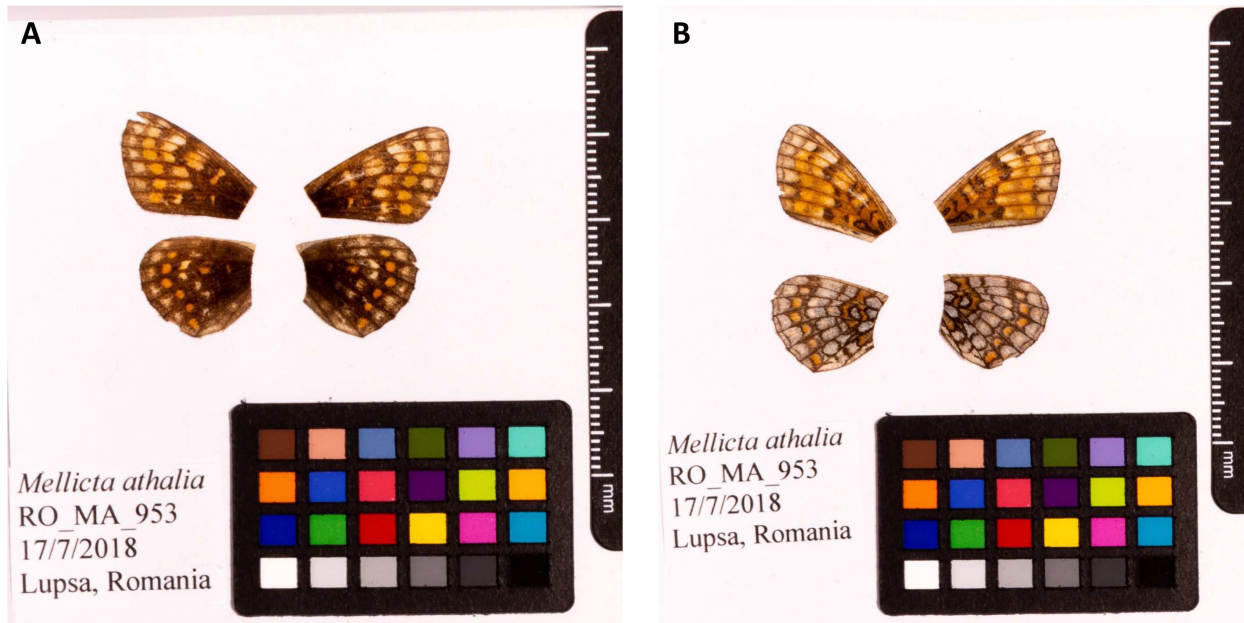 A
Mellicta athalia
RO_MA_953
17/7/2018
Lupsa, Romania
mm
B
Mellicta athalia
RO_MA_953
17/7/2018
Lupsa, Romania
mm